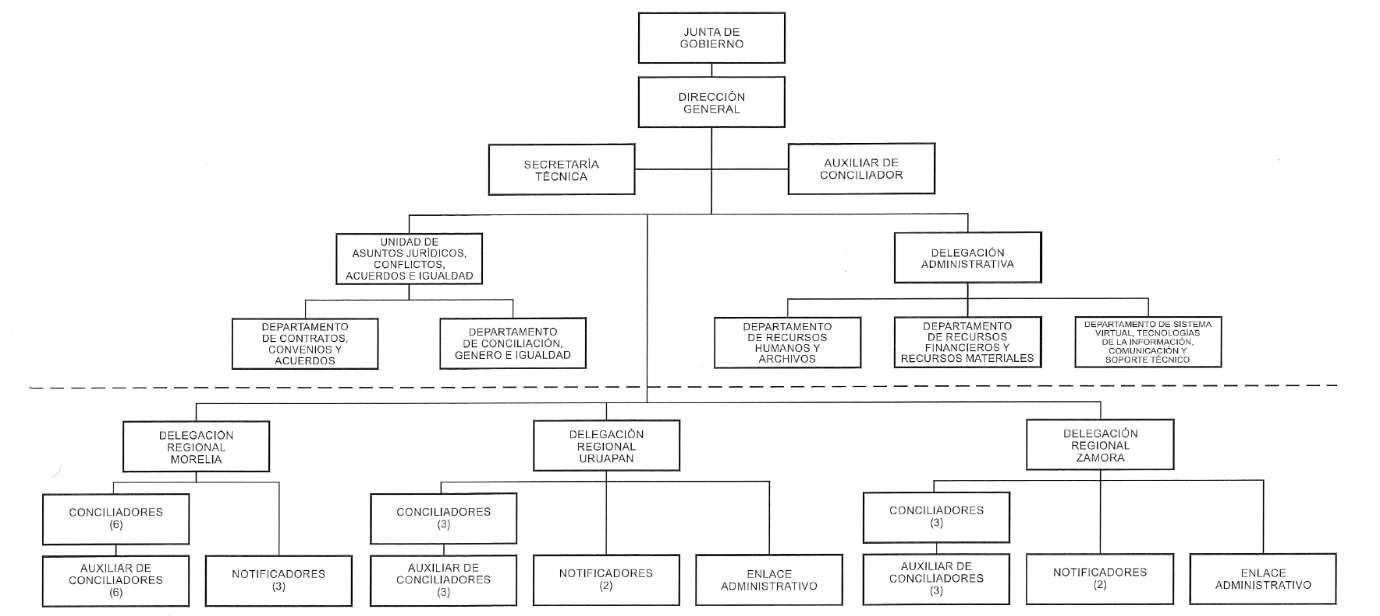 JUNTA DE
GOBIERNO
DIRECCIÓN
GENERAL
SECRETARÍA
TÉCNICA
AUXILIAR DE
CONCILIADOR
UNIDAD DE
ASUNTOS JURÍDICOS,
CONFLICTOS,
ACUERDOS E IGUALDAD
DELEGACIÓN
ADMINISTRATIVA
DEPARTAMENTO
DE CONTRATOS,
CONVENIOS Y
ACUERDOS
DEPARTAMENTO
DE CONCILIACIÓN,
GENERO E IGUALDAD
DEPARTAMENTO
DE RECURSOS
HUMANOS Y
ARCHIVOS
DEPARTAMENTO
DE RECURSOS
FINANCIEROS Y
RECURSOS MATERIALES
DEPARTAMENTO DE SISTEMA
VIRTUAL, TECNOLOGÍAS
DE LA INFORMACIÓN,
COMUNICACIÓN Y
SOPORTE TÉCNICO
DELEGACIÓN
REGIONAL
MORELIA
DELEGACIÓN
REGIONAL
URUAPAN
DELEGACIÓN
REGIONAL
ZAMORA
CONCILIADORES
(6)
AUXILIAR DE
CONCILIADORES
(6)
NOTIFICADORES
(3)
CONCILIADORES
(3)
AUXILIAR DE
CONCILIADORES
(3)
NOTIFICADORES
(2)
ENLACE
ADMINISTRATIVO
CONCILIADORES
(3)
AUXILIAR DE
CONCILIADORES
(3)
NOTIFICADORES
(2)
ENLACE
ADMINISTRATIVO